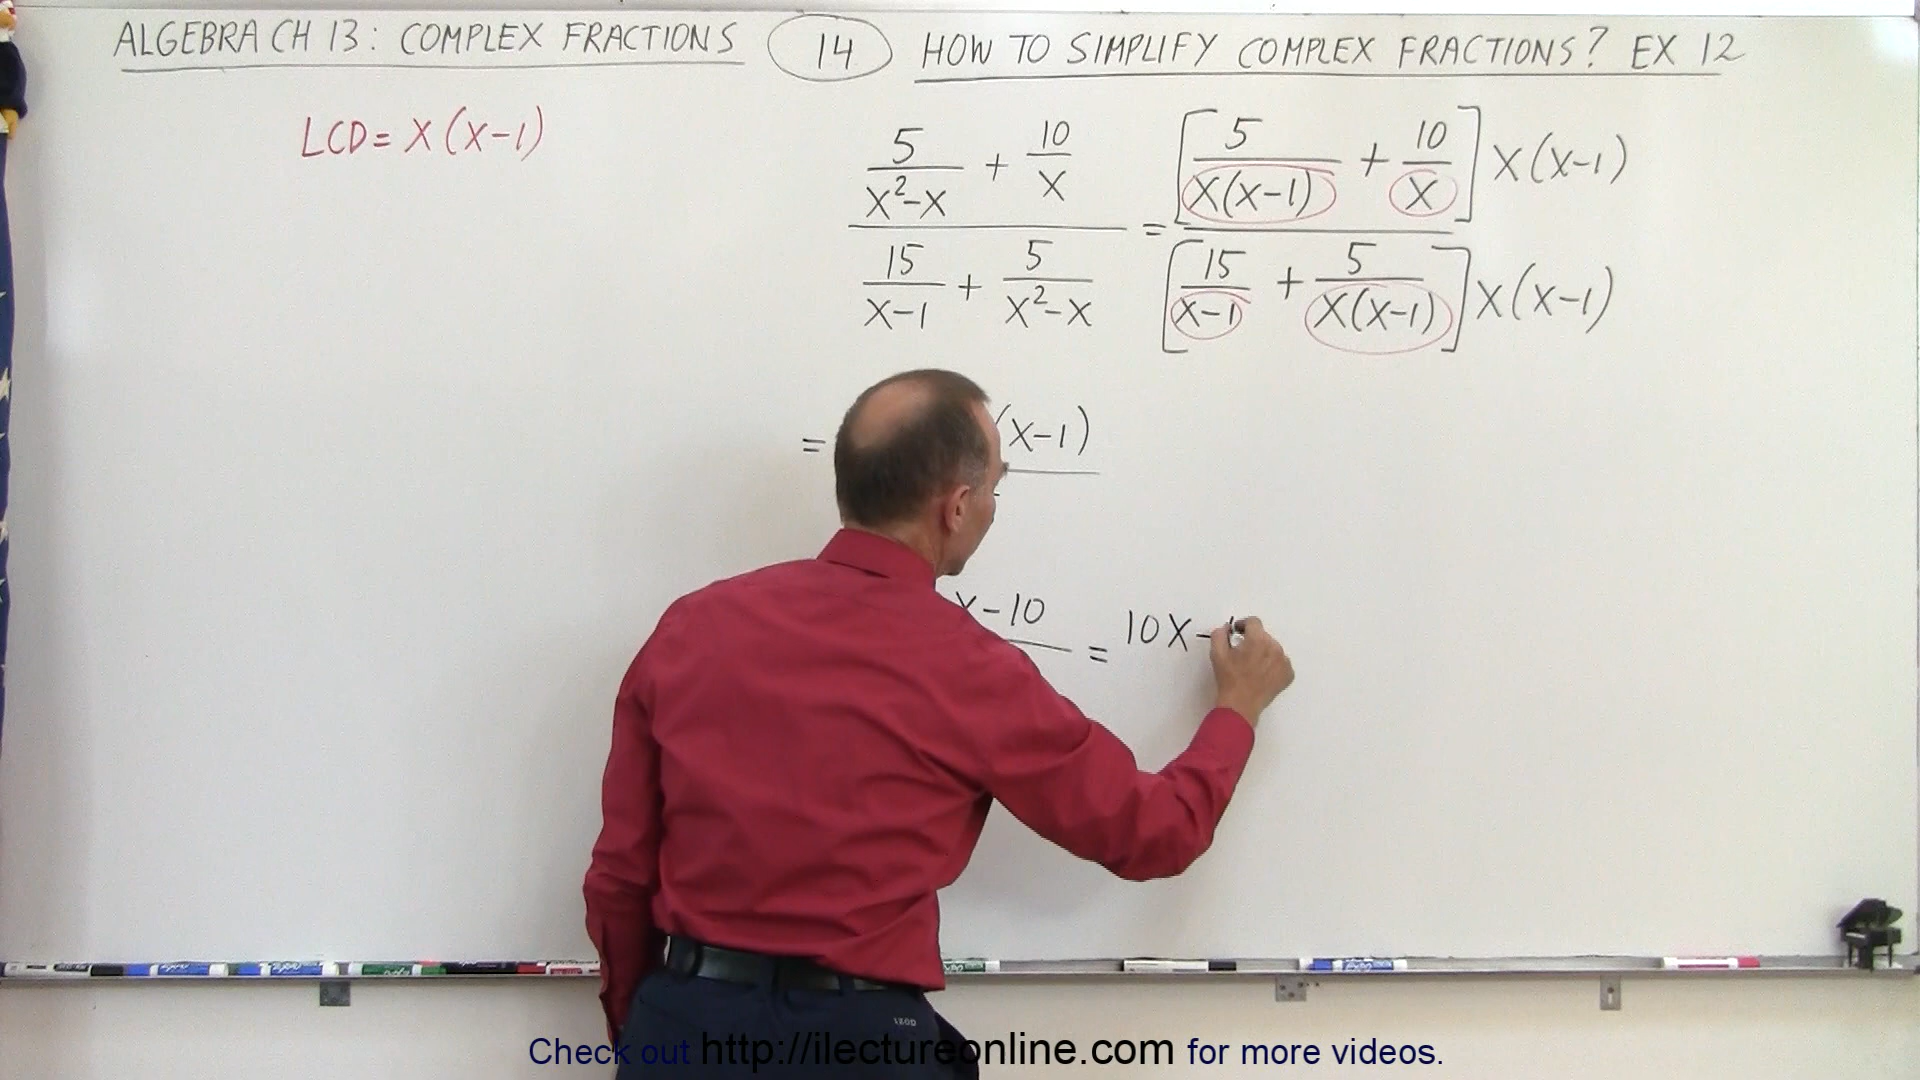 ALGEBRA CH 13: COMPLEX FRACTIONS 14 HOW TO SIMPLIFY COMPLEX FRACTIONS? EX 12
LCD = X(X-1)
5/(X²-X) + 10/X
15/(X-1) + 5/(X²-X)
= [5/(X(X-1)) + 10/X] X(X-1)
[15/(X-1) + 5/(X(X-1))] X(X-1)
= (X-1)
X-10 = 10X-
Check out http://ilectureonline.com for more videos.